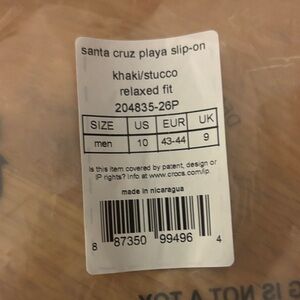 santa cruz playa slip-on
khaki/stucco
relaxed fit
204835-26P
SIZE US EUR UK
men 10 43-44 9
Is this item covered by patent, design or
IP rights? Info at www.crocs.com/ip.
made in nicaragua
8 87350 99496 4